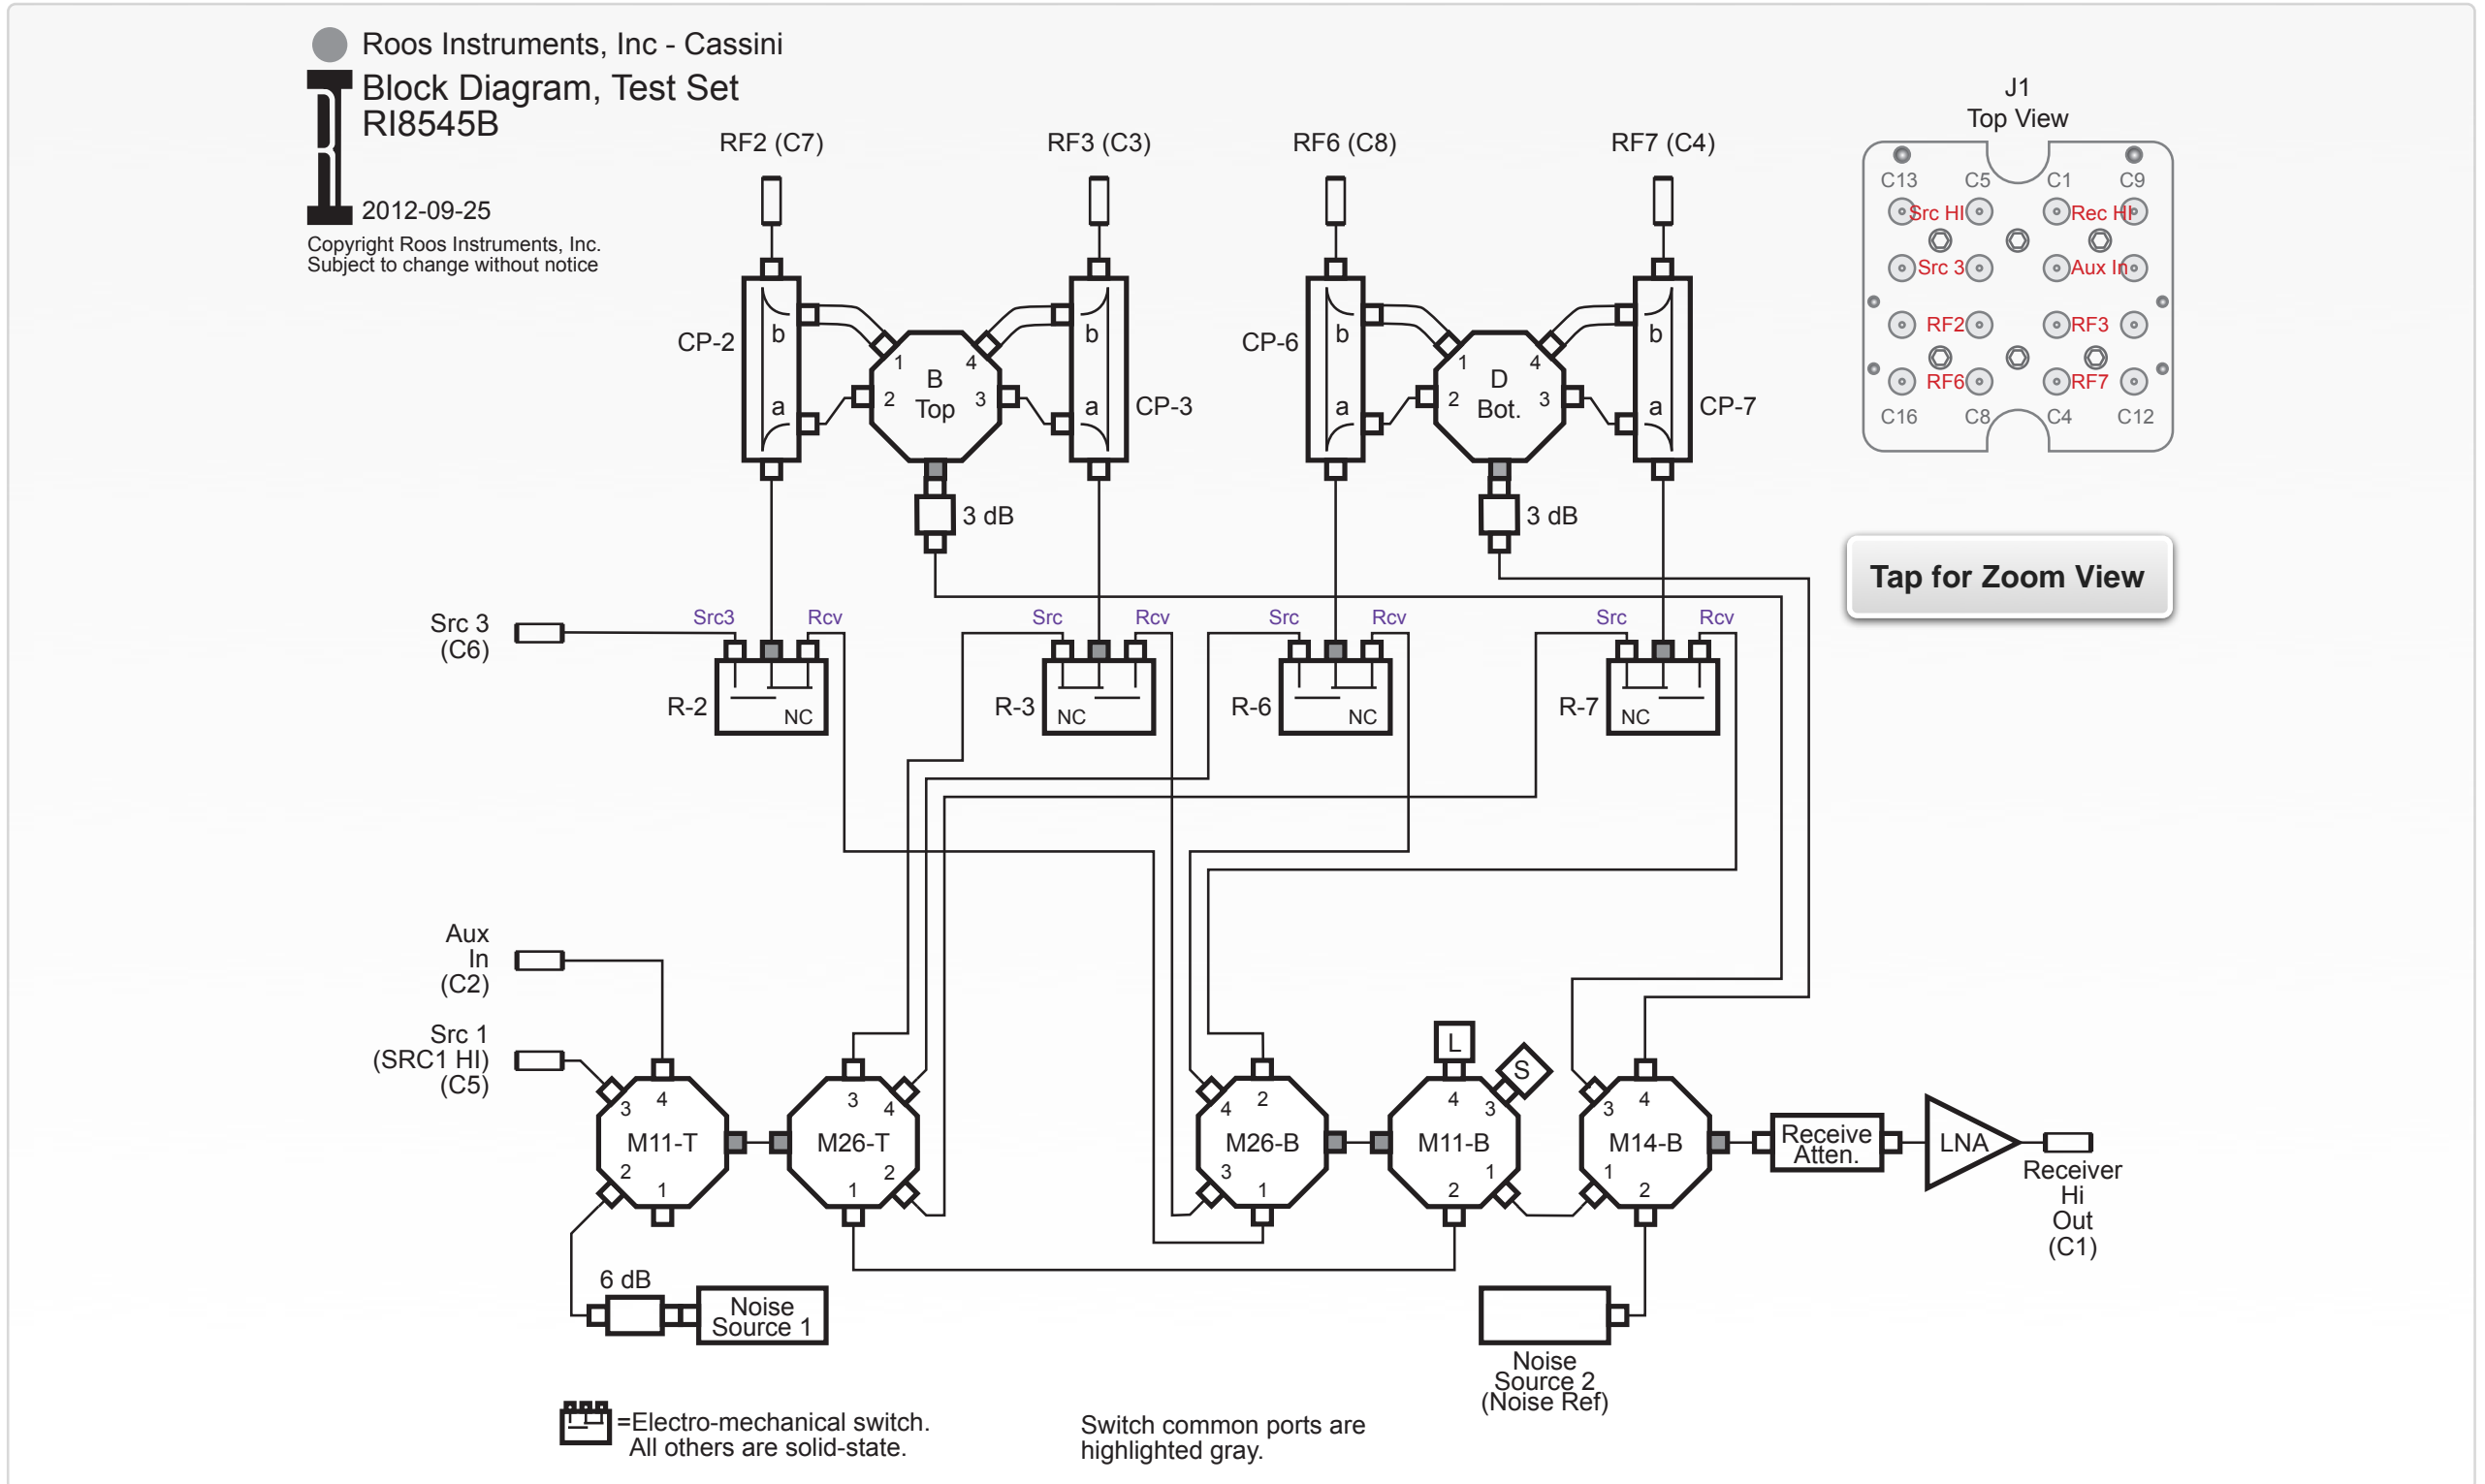 Roos Instruments, Inc - Cassini
Block Diagram, Test Set
RI8545B
2012-09-25
Copyright Roos Instruments, Inc.
Subject to change without notice
J1
Top View
C13 C5 C1 C9
Src HI Rec HI
Src 3 Aux In
RF2 RF3
RF6 RF7
C16 C8 C4 C12
Tap for Zoom View
RF2 (C7) RF3 (C3) RF6 (C8) RF7 (C4)
CP-2
b
a
1 4
B
Top
2 3
b
a
CP-3
CP-6
b
a
1 4
D
Bot.
2 3
b
a
CP-7
3 dB
3 dB
Src 3
(C6)
Src3 Rcv
R-2
NC
Src Rcv
R-3
NC
Src Rcv
R-6
NC
Src Rcv
R-7
NC
Aux
In
(C2)
Src 1
(SRC1 HI)
(C5)
3 4
M11-T
2 1
3 4
M26-T
1 2
4 2
M26-B
3 1
L
S
4 3
M11-B
2 1
3 4
M14-B
1 2
Receive
Atten.
LNA
Receiver
Hi
Out
(C1)
6 dB
Noise
Source 1
Noise
Source 2
(Noise Ref)
=Electro-mechanical switch.
All others are solid-state.
Switch common ports are
highlighted gray.